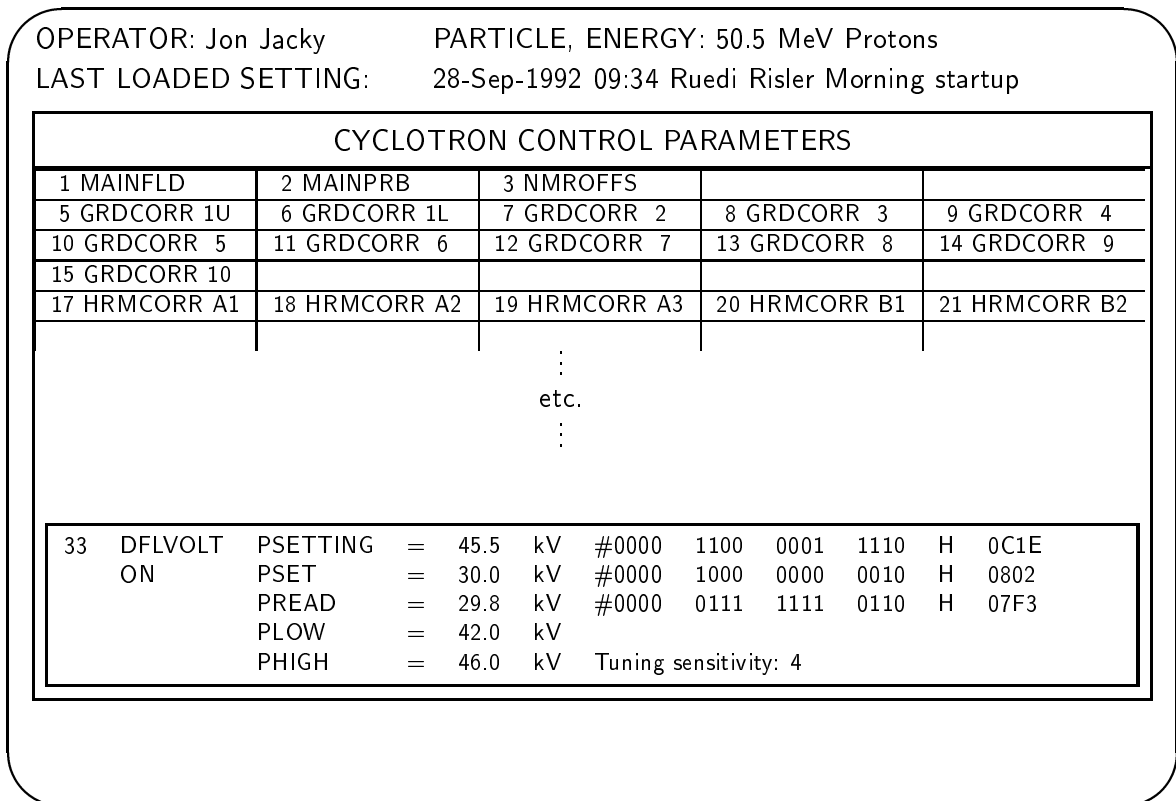 OPERATOR: Jon Jacky PARTICLE, ENERGY: 50.5 MeV Protons
LAST LOADED SETTING: 28-Sep-1992 09:34 Ruedi Risler Morning startup
CYCLOTRON CONTROL PARAMETERS
1 MAINFLD 2 MAINPRB 3 NMROFFS
5 GRDCORR 1U 6 GRDCORR 1L 7 GRDCORR 2 8 GRDCORR 3 9 GRDCORR 4
10 GRDCORR 5 11 GRDCORR 6 12 GRDCORR 7 13 GRDCORR 8 14 GRDCORR 9
15 GRDCORR 10
17 HRMCORR A1 18 HRMCORR A2 19 HRMCORR A3 20 HRMCORR B1 21 HRMCORR B2
⋮
etc.
⋮
33 DFLVOLT PSETTING = 45.5 kV #0000 1100 0001 1110 H 0C1E
ON PSET = 30.0 kV #0000 1000 0000 0010 H 0802
PREAD = 29.8 kV #0000 0111 1111 0110 H 07F3
PLOW = 42.0 kV
PHIGH = 46.0 kV Tuning sensitivity: 4